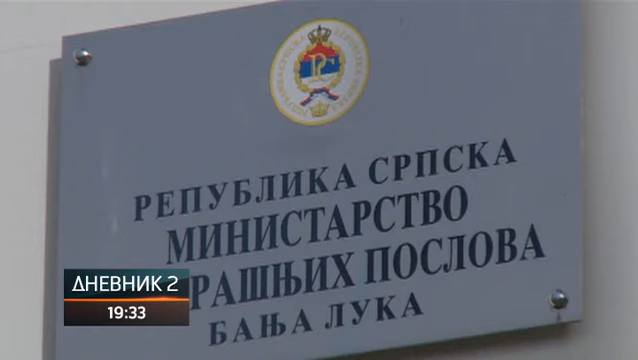 РЕПУБЛИКА СРПСКА
МИНИСТАРСТВО
РАШЊИХ ПОСЛОВА
БАЊА ЛУКА
ДНЕВНИК 2
19:33